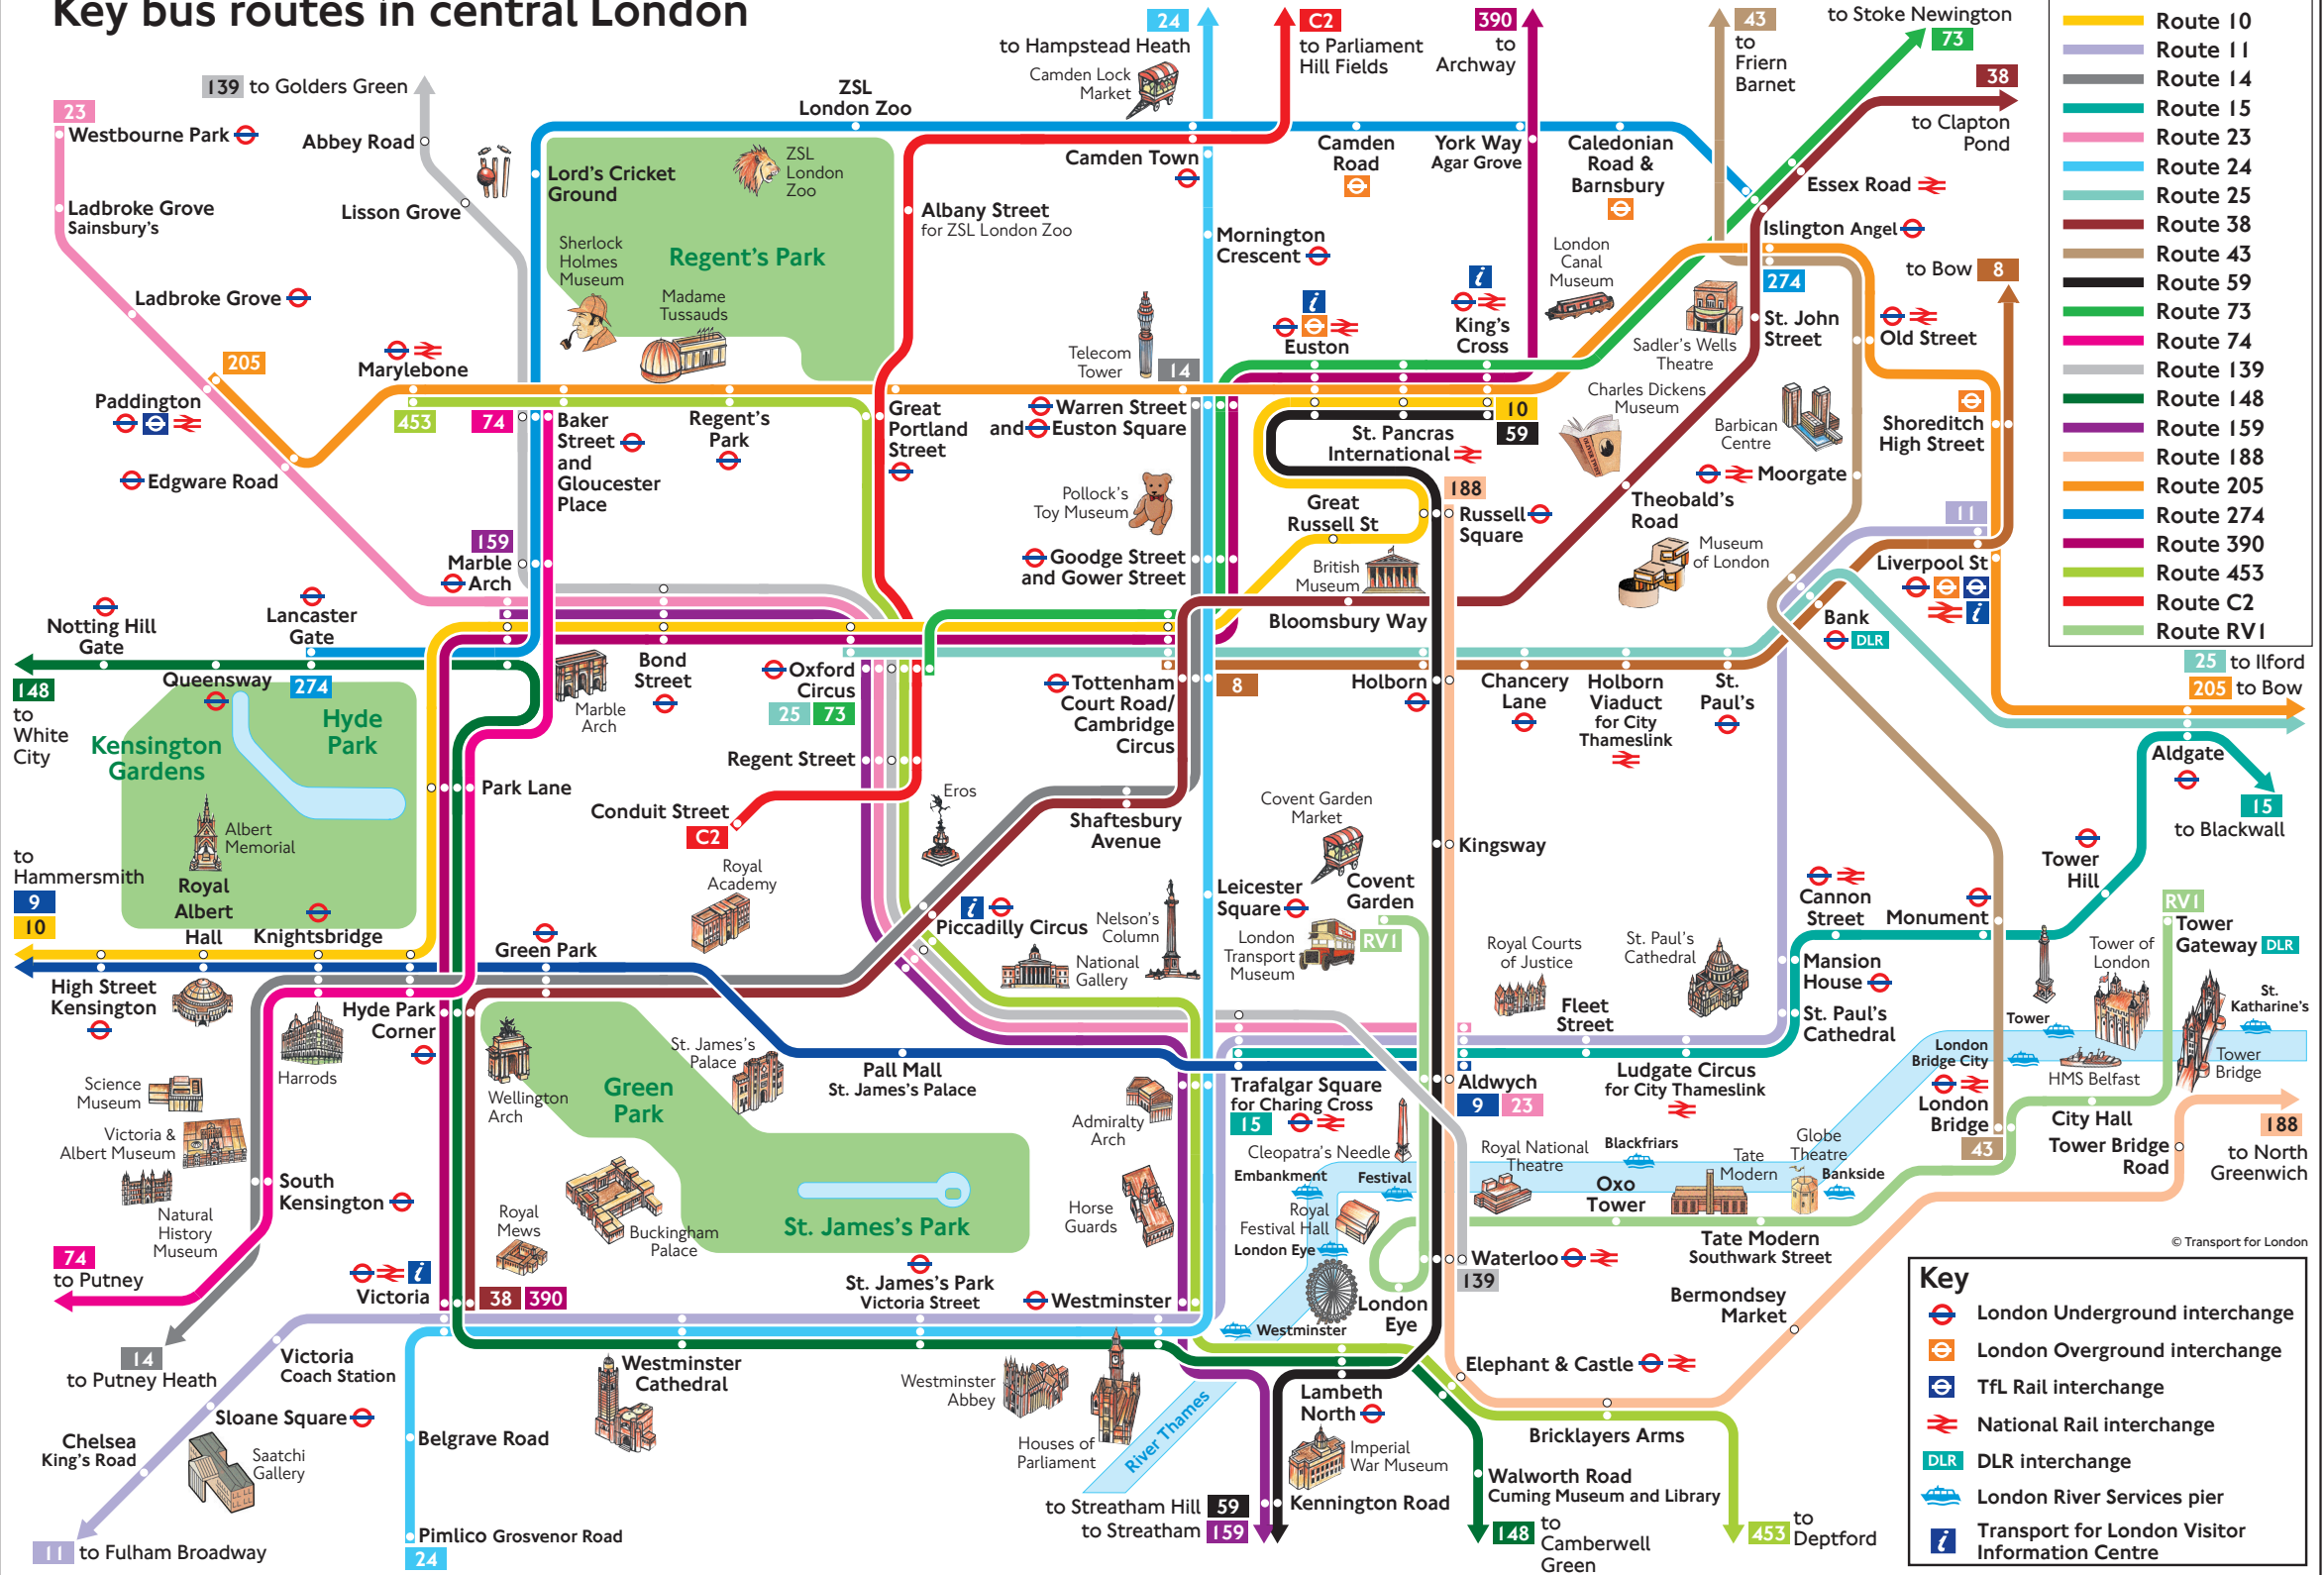 Key bus routes in central London
24
to Hampstead Heath
Camden Lock
Market
C2
to Parliament
Hill Fields
390
to
Archway
43
to
Friern
Barnet
to Stoke Newington
73
38
to Clapton
Pond
139 to Golders Green
Abbey Road
Lisson Grove
23
Westbourne Park
Ladbroke Grove
Sainsbury's
Ladbroke Grove
205
Paddington
Edgware Road
Marylebone
453
ZSL
London Zoo
Lord's Cricket
Ground
ZSL
London
Zoo
Regent's Park
Sherlock
Holmes
Museum
Madame
Tussauds
Albany Street
for ZSL London Zoo
Camden Town
Camden
Road
York Way
Agar Grove
Caledonian
Road &
Barnsbury
Essex Road
Islington Angel
274
Mornington
Crescent
London
Canal
Museum
Euston
King's
Cross
Telecom
Tower
14
Sadler's Wells
Theatre
St. John
Street
Old Street
to Bow 8
74
Baker
Street
and
Gloucester
Place
Regent's
Park
Great
Portland
Street
Warren Street
and Euston Square
St. Pancras
International
10
59
Charles Dickens
Museum
Barbican
Centre
Shoreditch
High Street
Moorgate
Pollock's
Toy Museum
Great
Russell St
188
Russell
Square
Theobald's
Road
Museum
of London
11
Liverpool St
159
Marble
Arch
Goodge Street
and Gower Street
British
Museum
Bloomsbury Way
Bank
DLR
Notting Hill
Gate
Lancaster
Gate
Queensway
274
148
to
White
City
Hyde
Park
Kensington
Gardens
Albert
Memorial
Marble
Arch
Bond
Street
Oxford
Circus
25 73
Regent Street
Tottenham
Court Road/
Cambridge
Circus
8
Holborn
Chancery
Lane
Holborn
Viaduct
for City
Thameslink
St.
Paul's
25 to Ilford
205 to Bow
Aldgate
15
to Blackwall
Park Lane
Conduit Street
C2
Eros
Shaftesbury
Avenue
Covent Garden
Market
Kingsway
to
Hammersmith
9
10
Royal
Albert
Hall
Knightsbridge
High Street
Kensington
Royal
Academy
Green Park
Piccadilly Circus
Nelson's
Column
National
Gallery
Leicester
Square
London
Transport
Museum
Covent
Garden
RV1
Royal Courts
of Justice
St. Paul's
Cathedral
Fleet
Street
Cannon
Street
Monument
Mansion
House
St. Paul's
Cathedral
Tower
Hill
RV1
Tower
Gateway DLR
Tower of
London
St.
Katharine's
Tower
London
Bridge City
HMS Belfast
Tower
Bridge
Hyde Park
Corner
Harrods
Science
Museum
Victoria &
Albert Museum
Natural
History
Museum
South
Kensington
Wellington
Arch
Green
Park
St. James's
Palace
Pall Mall
St. James's Palace
Admiralty
Arch
Trafalgar Square
for Charing Cross
15
Cleopatra's Needle
Aldwych
9 23
Ludgate Circus
for City Thameslink
London
Bridge
43
City Hall
Tower Bridge
Road
188
to North
Greenwich
Embankment
Festival
Royal
Festival Hall
London Eye
Royal National
Theatre
Blackfriars
Oxo
Tower
Tate
Modern
Globe
Theatre
Bankside
Tate Modern
Southwark Street
Waterloo
139
London
Eye
Westminster
Bermondsey
Market
Royal
Mews
Buckingham
Palace
St. James's Park
Horse
Guards
74
to Putney
14
to Putney Heath
Victoria
38 390
St. James's Park
Victoria Street
Westminster
Victoria
Coach Station
Sloane Square
Chelsea
King's Road
Saatchi
Gallery
11 to Fulham Broadway
Belgrave Road
Pimlico Grosvenor Road
24
Westminster
Cathedral
Westminster
Abbey
Houses of
Parliament
River Thames
Lambeth
North
Imperial
War Museum
Elephant & Castle
Bricklayers Arms
Walworth Road
Cuming Museum and Library
Kennington Road
to Streatham Hill 59
to Streatham 159
148 to
Camberwell
Green
453 to
Deptford
Route 10
Route 11
Route 14
Route 15
Route 23
Route 24
Route 25
Route 38
Route 43
Route 59
Route 73
Route 74
Route 139
Route 148
Route 159
Route 188
Route 205
Route 274
Route 390
Route 453
Route C2
Route RV1
© Transport for London
Key
London Underground interchange
London Overground interchange
TfL Rail interchange
National Rail interchange
DLR DLR interchange
London River Services pier
i Transport for London Visitor
Information Centre